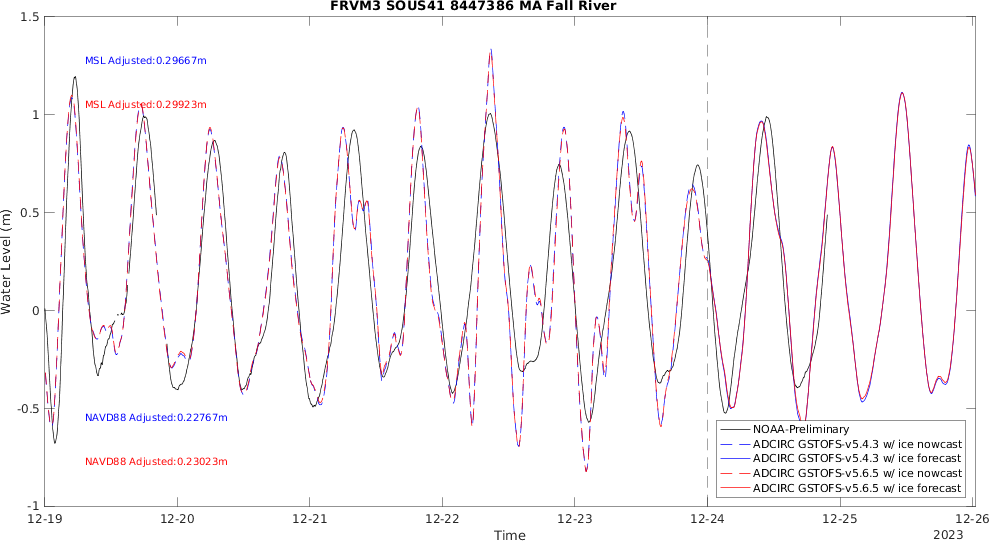 FRVM3 SOUS41 8447386 MA Fall River
1.5
MSL Adjusted:0.29667m
MSL Adjusted:0.29923m
1
0.5
Water Level (m)
0
-0.5
NAVD88 Adjusted:0.22767m
NAVD88 Adjusted:0.23023m
-1
NOAA-Preliminary
ADCIRC GSTOFS-v5.4.3 w/ ice nowcast
ADCIRC GSTOFS-v5.4.3 w/ ice forecast
ADCIRC GSTOFS-v5.6.5 w/ ice nowcast
ADCIRC GSTOFS-v5.6.5 w/ ice forecast
12-19 12-20 12-21 12-22 12-23 12-24 12-25 12-26
Time
2023